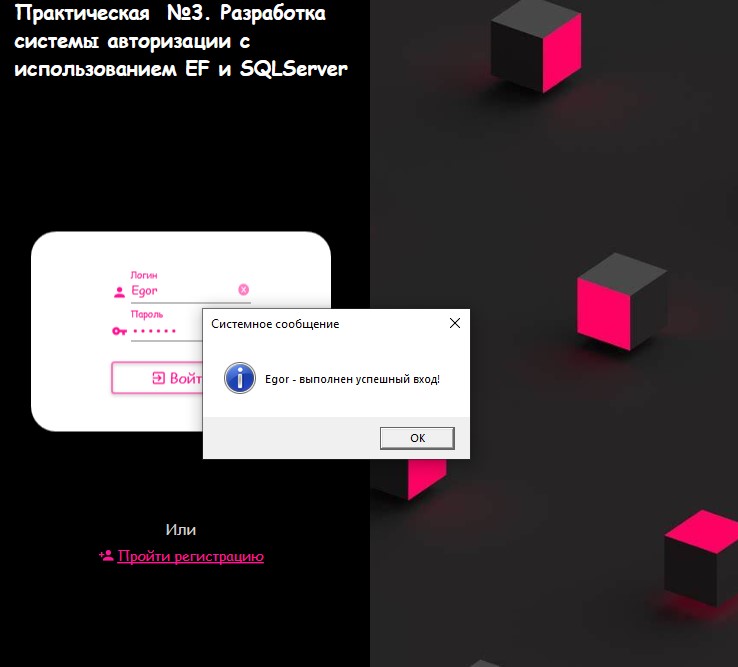 Практическая №3. Разработка
системы авторизации с
использованием EF и SQLServer
Логин
Egor
Пароль
Войт
Системное сообщение
Egor - выполнен успешный вход!
OK
Или
Пройти регистрацию